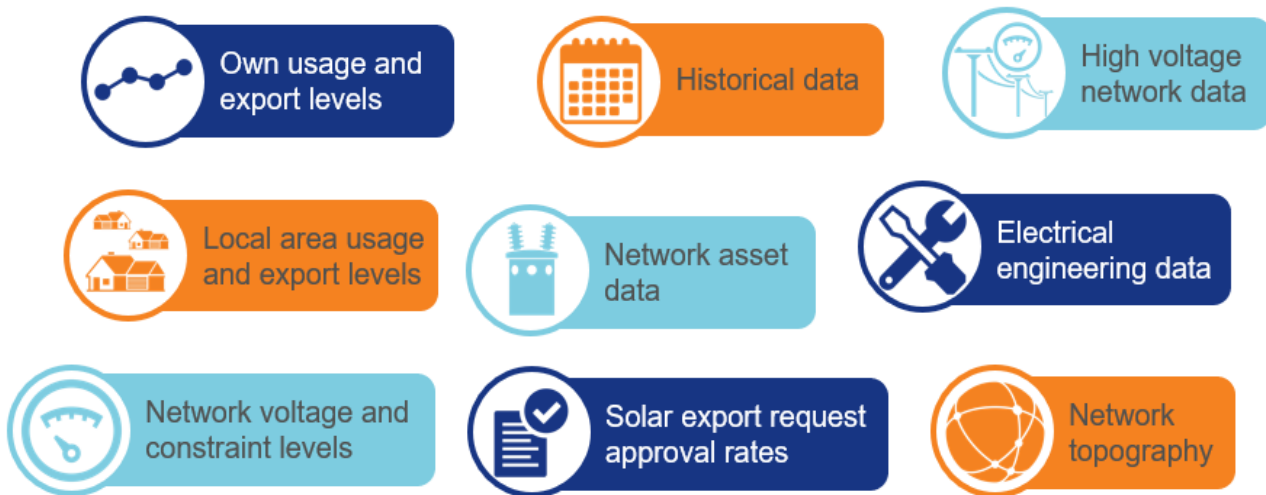 Own usage and
export levels
Historical data
High voltage
network data
Local area usage
and export levels
Network asset
data
Electrical
engineering data
Network voltage and
constraint levels
Solar export request
approval rates
Network
topography